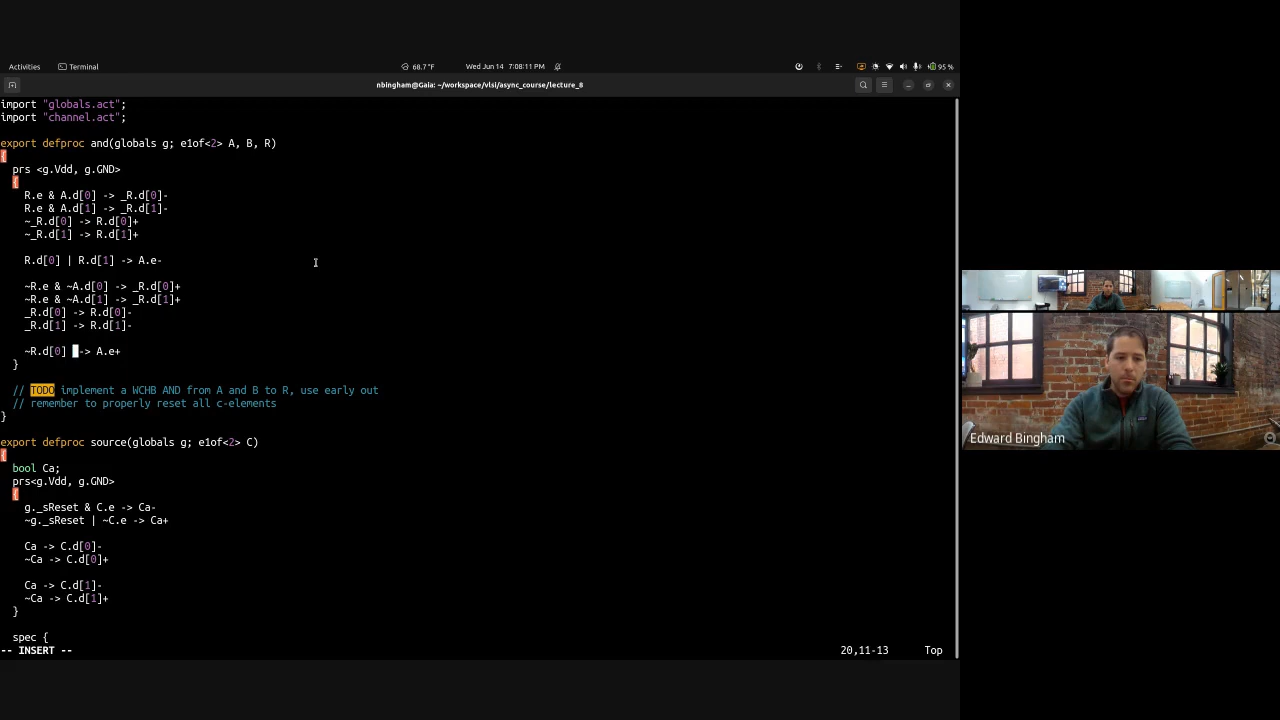 Activities
Terminal
68.7 °F
Wed Jun 14 7:08:11 PM
95 %
nbingham@Gaia: ~/workspace/vlsi/async_course/lecture_8
import "globals.act";
import "channel.act";
export defproc and(globals g; e1of<2> A, B, R)
{
  prs <g.Vdd, g.GND>
  {
    R.e & A.d[0] -> _R.d[0]-
    R.e & A.d[1] -> _R.d[1]-
    ~_R.d[0] -> R.d[0]+
    ~_R.d[1] -> R.d[1]+
    R.d[0] | R.d[1] -> A.e-
    ~R.e & ~A.d[0] -> _R.d[0]+
    ~R.e & ~A.d[1] -> _R.d[1]+
    _R.d[0] -> R.d[0]-
    _R.d[1] -> R.d[1]-
    ~R.d[0] -> A.e+
  }
  // TODO implement a WCHB AND from A and B to R, use early out
  // remember to properly reset all c-elements
}
export defproc source(globals g; e1of<2> C)
{
  bool Ca;
  prs<g.Vdd, g.GND>
  {
    g._sReset & C.e -> Ca-
    ~g._sReset | ~C.e -> Ca+
    Ca -> C.d[0]-
    ~Ca -> C.d[0]+
    Ca -> C.d[1]-
    ~Ca -> C.d[1]+
  }
  spec {
-- INSERT --
20,11-13
Top
Edward Bingham